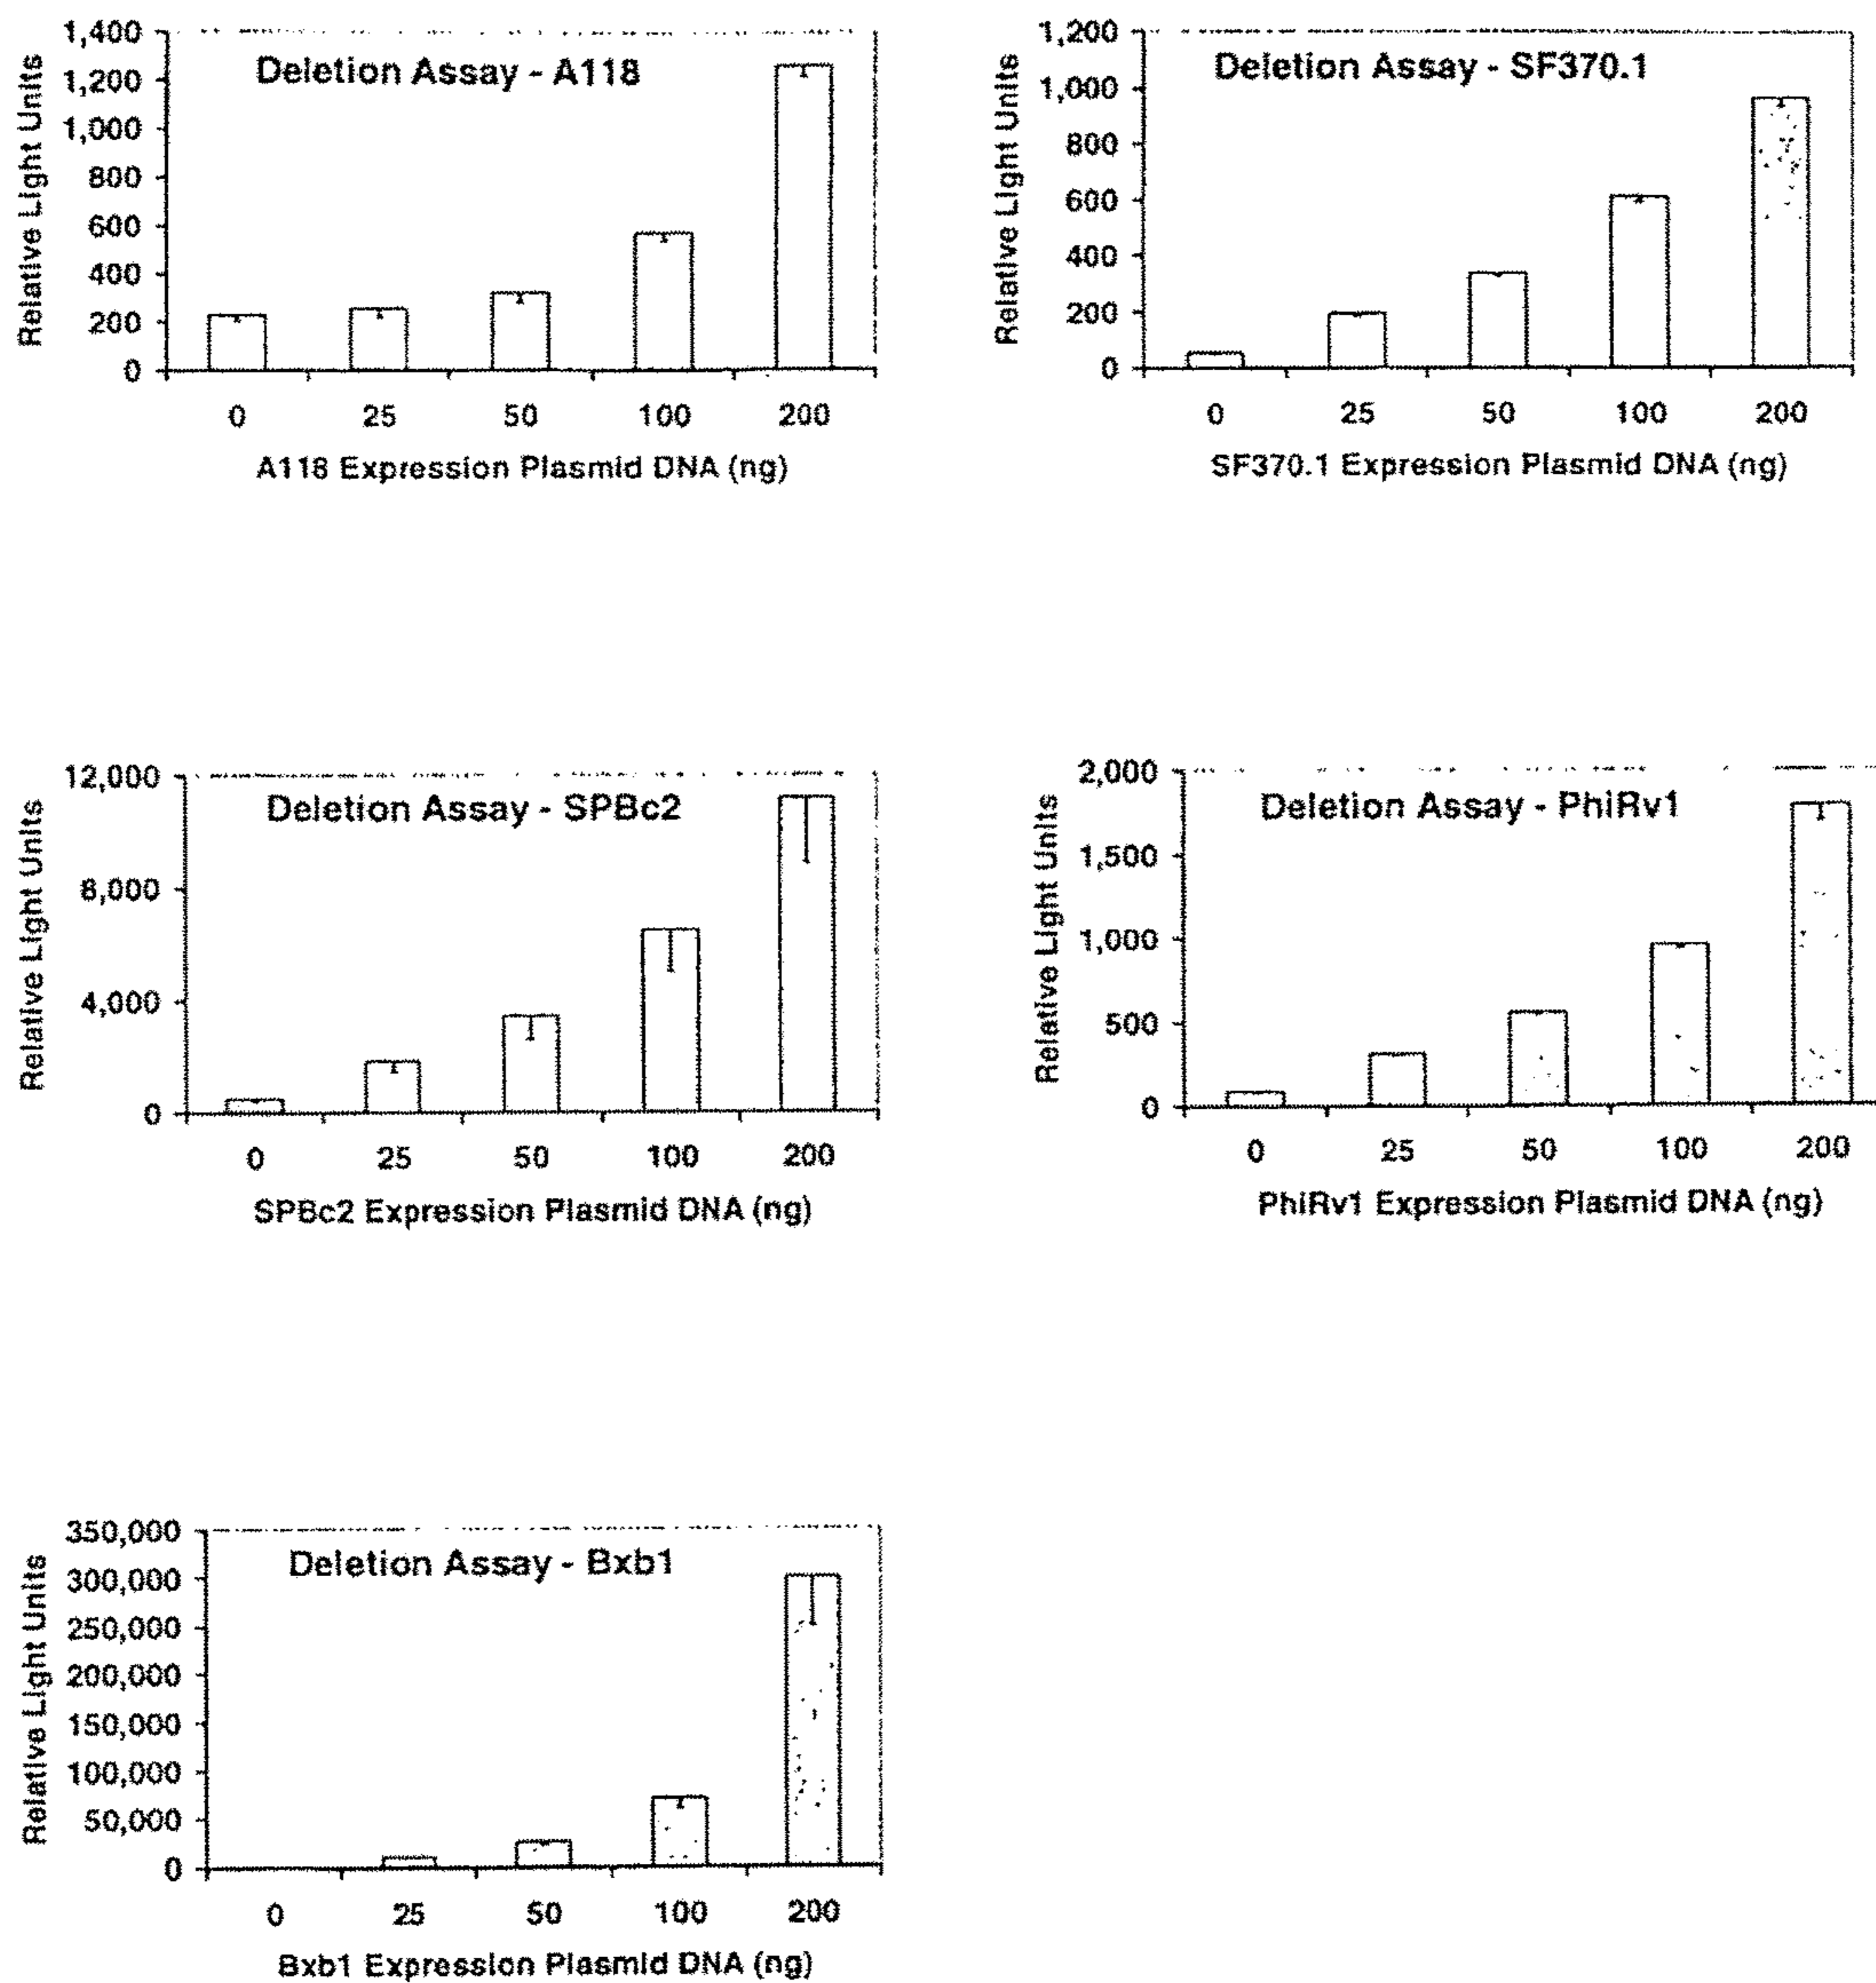 Deletion Assay - A118
Relative Light Units
1,400
1,200
1,000
800
600
400
200
0
0 25 50 100 200
A118 Expression Plasmid DNA (ng)
Deletion Assay - SF370.1
Relative Light Units
1,200
1,000
800
600
400
200
0
0 25 50 100 200
SF370.1 Expression Plasmid DNA (ng)
Deletion Assay - SPBc2
Relative Light Units
12,000
8,000
4,000
0
0 25 50 100 200
SPBc2 Expression Plasmid DNA (ng)
Deletion Assay - PhiRv1
Relative Light Units
2,000
1,500
1,000
500
0
0 25 50 100 200
PhiRv1 Expression Plasmid DNA (ng)
Deletion Assay - Bxb1
Relative Light Units
350,000
300,000
250,000
200,000
150,000
100,000
50,000
0
0 25 50 100 200
Bxb1 Expression Plasmid DNA (ng)